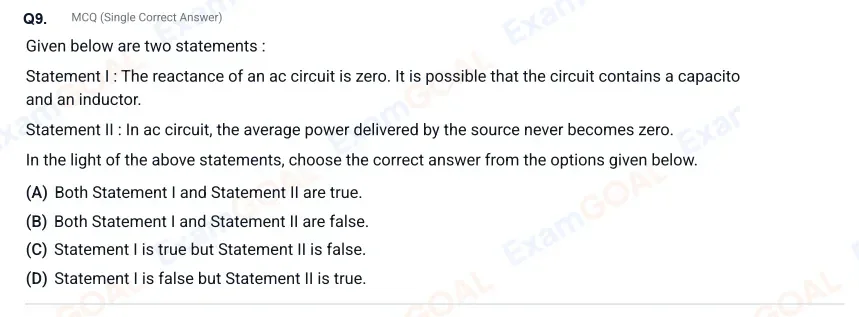 Q9. MCQ (Single Correct Answer)
Given below are two statements :
Statement I : The reactance of an ac circuit is zero. It is possible that the circuit contains a capacito
and an inductor.
Statement II : In ac circuit, the average power delivered by the source never becomes zero.
In the light of the above statements, choose the correct answer from the options given below.
(A) Both Statement I and Statement II are true.
(B) Both Statement I and Statement II are false.
(C) Statement I is true but Statement II is false.
(D) Statement I is false but Statement II is true.